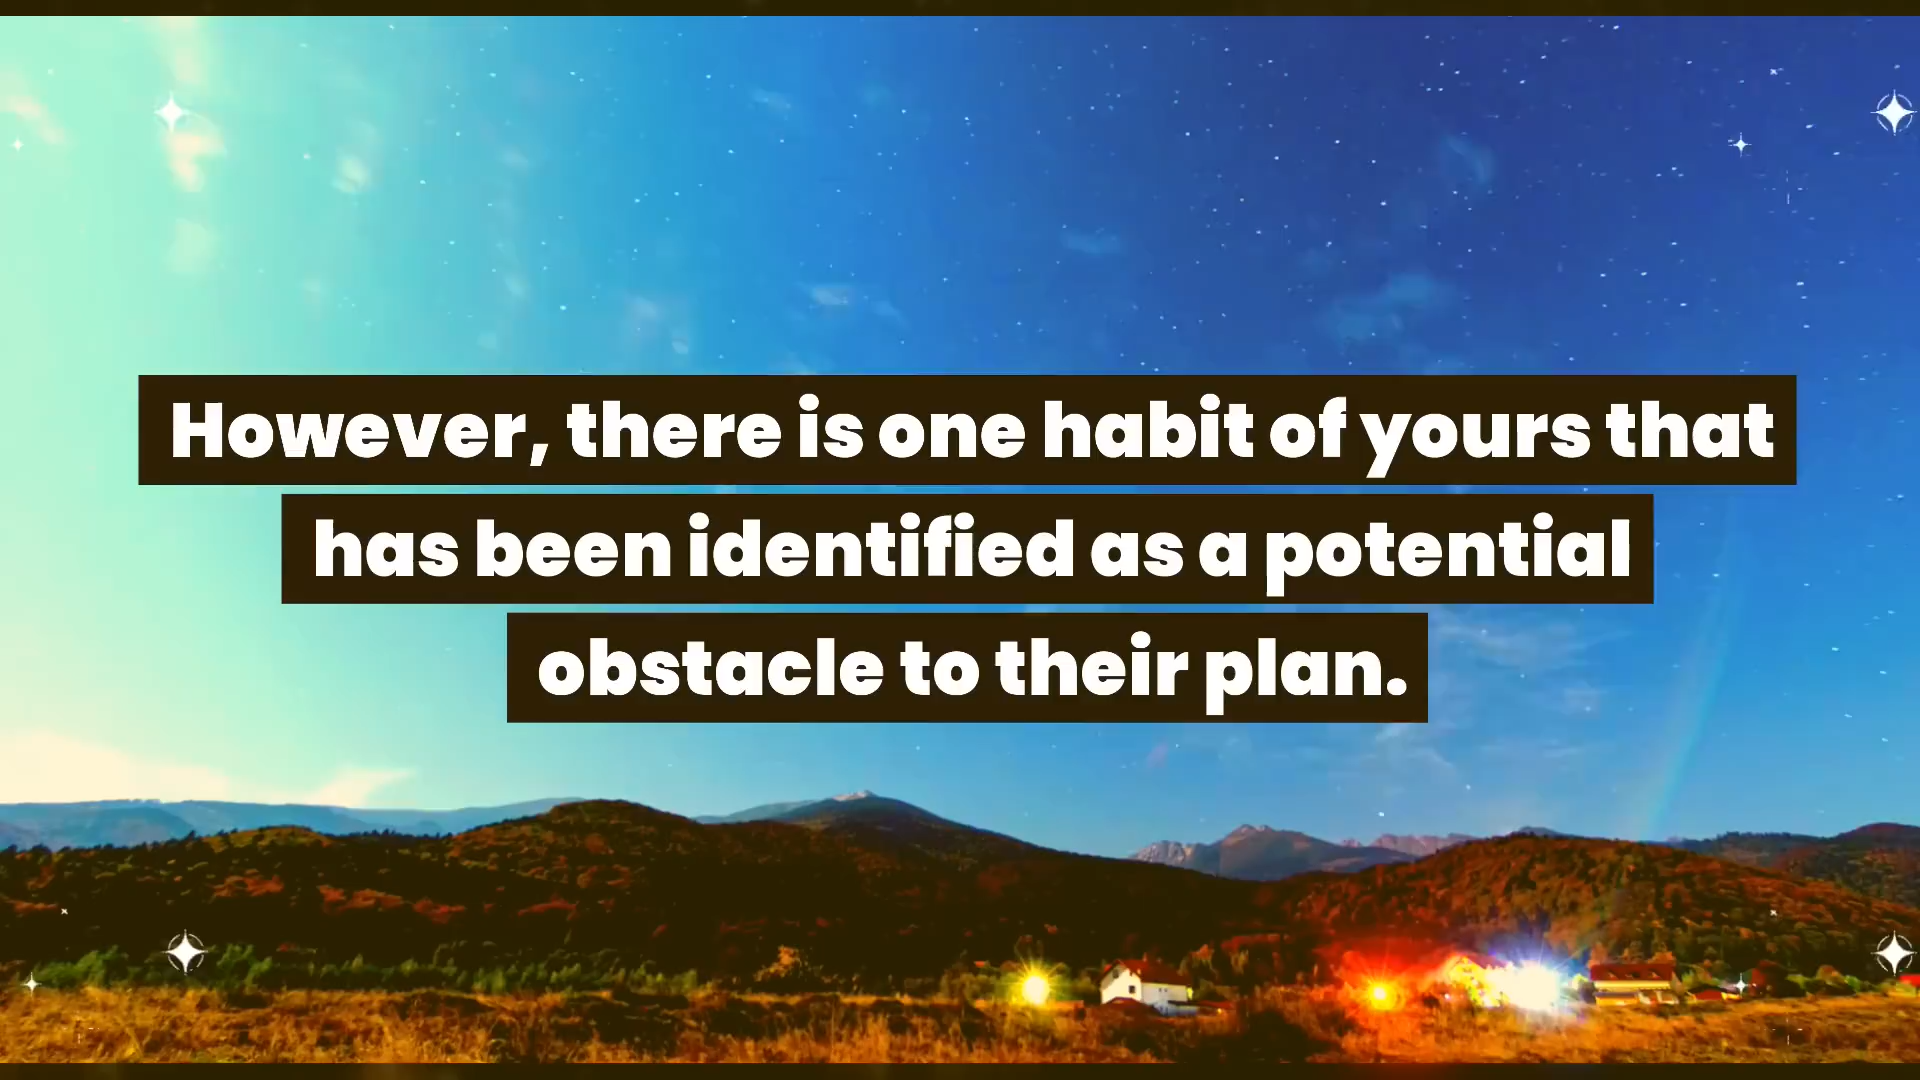 However, there is one habit of yours that
has been identified as a potential
obstacle to their plan.